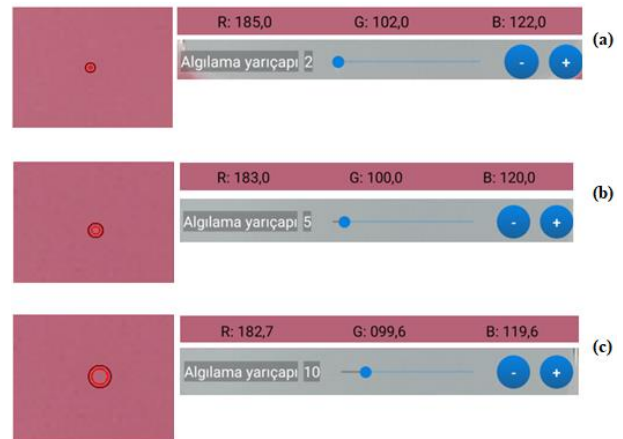 R: 185,0 G: 102,0 B: 122,0
(a)
Algılama yarıçapı 2 - +
R: 183,0 G: 100,0 B: 120,0
(b)
Algılama yarıçapı 5 - +
R: 182,7 G: 099,6 B: 119,6
(c)
Algılama yarıçapı 10 - +